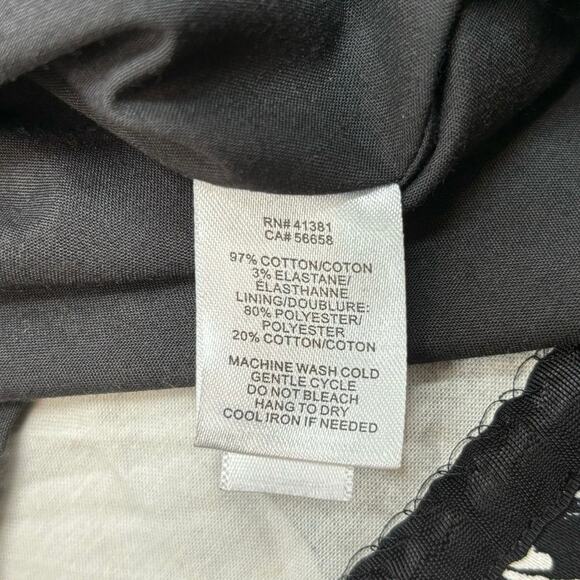 RN# 41381
CA# 56658
97% COTTON/COTON
3% ELASTANE/
ÉLASTHANNE
LINING/DOUBLURE:
80% POLYESTER/
POLYESTER
20% COTTON/COTON
MACHINE WASH COLD
GENTLE CYCLE
DO NOT BLEACH
HANG TO DRY
COOL IRON IF NEEDED